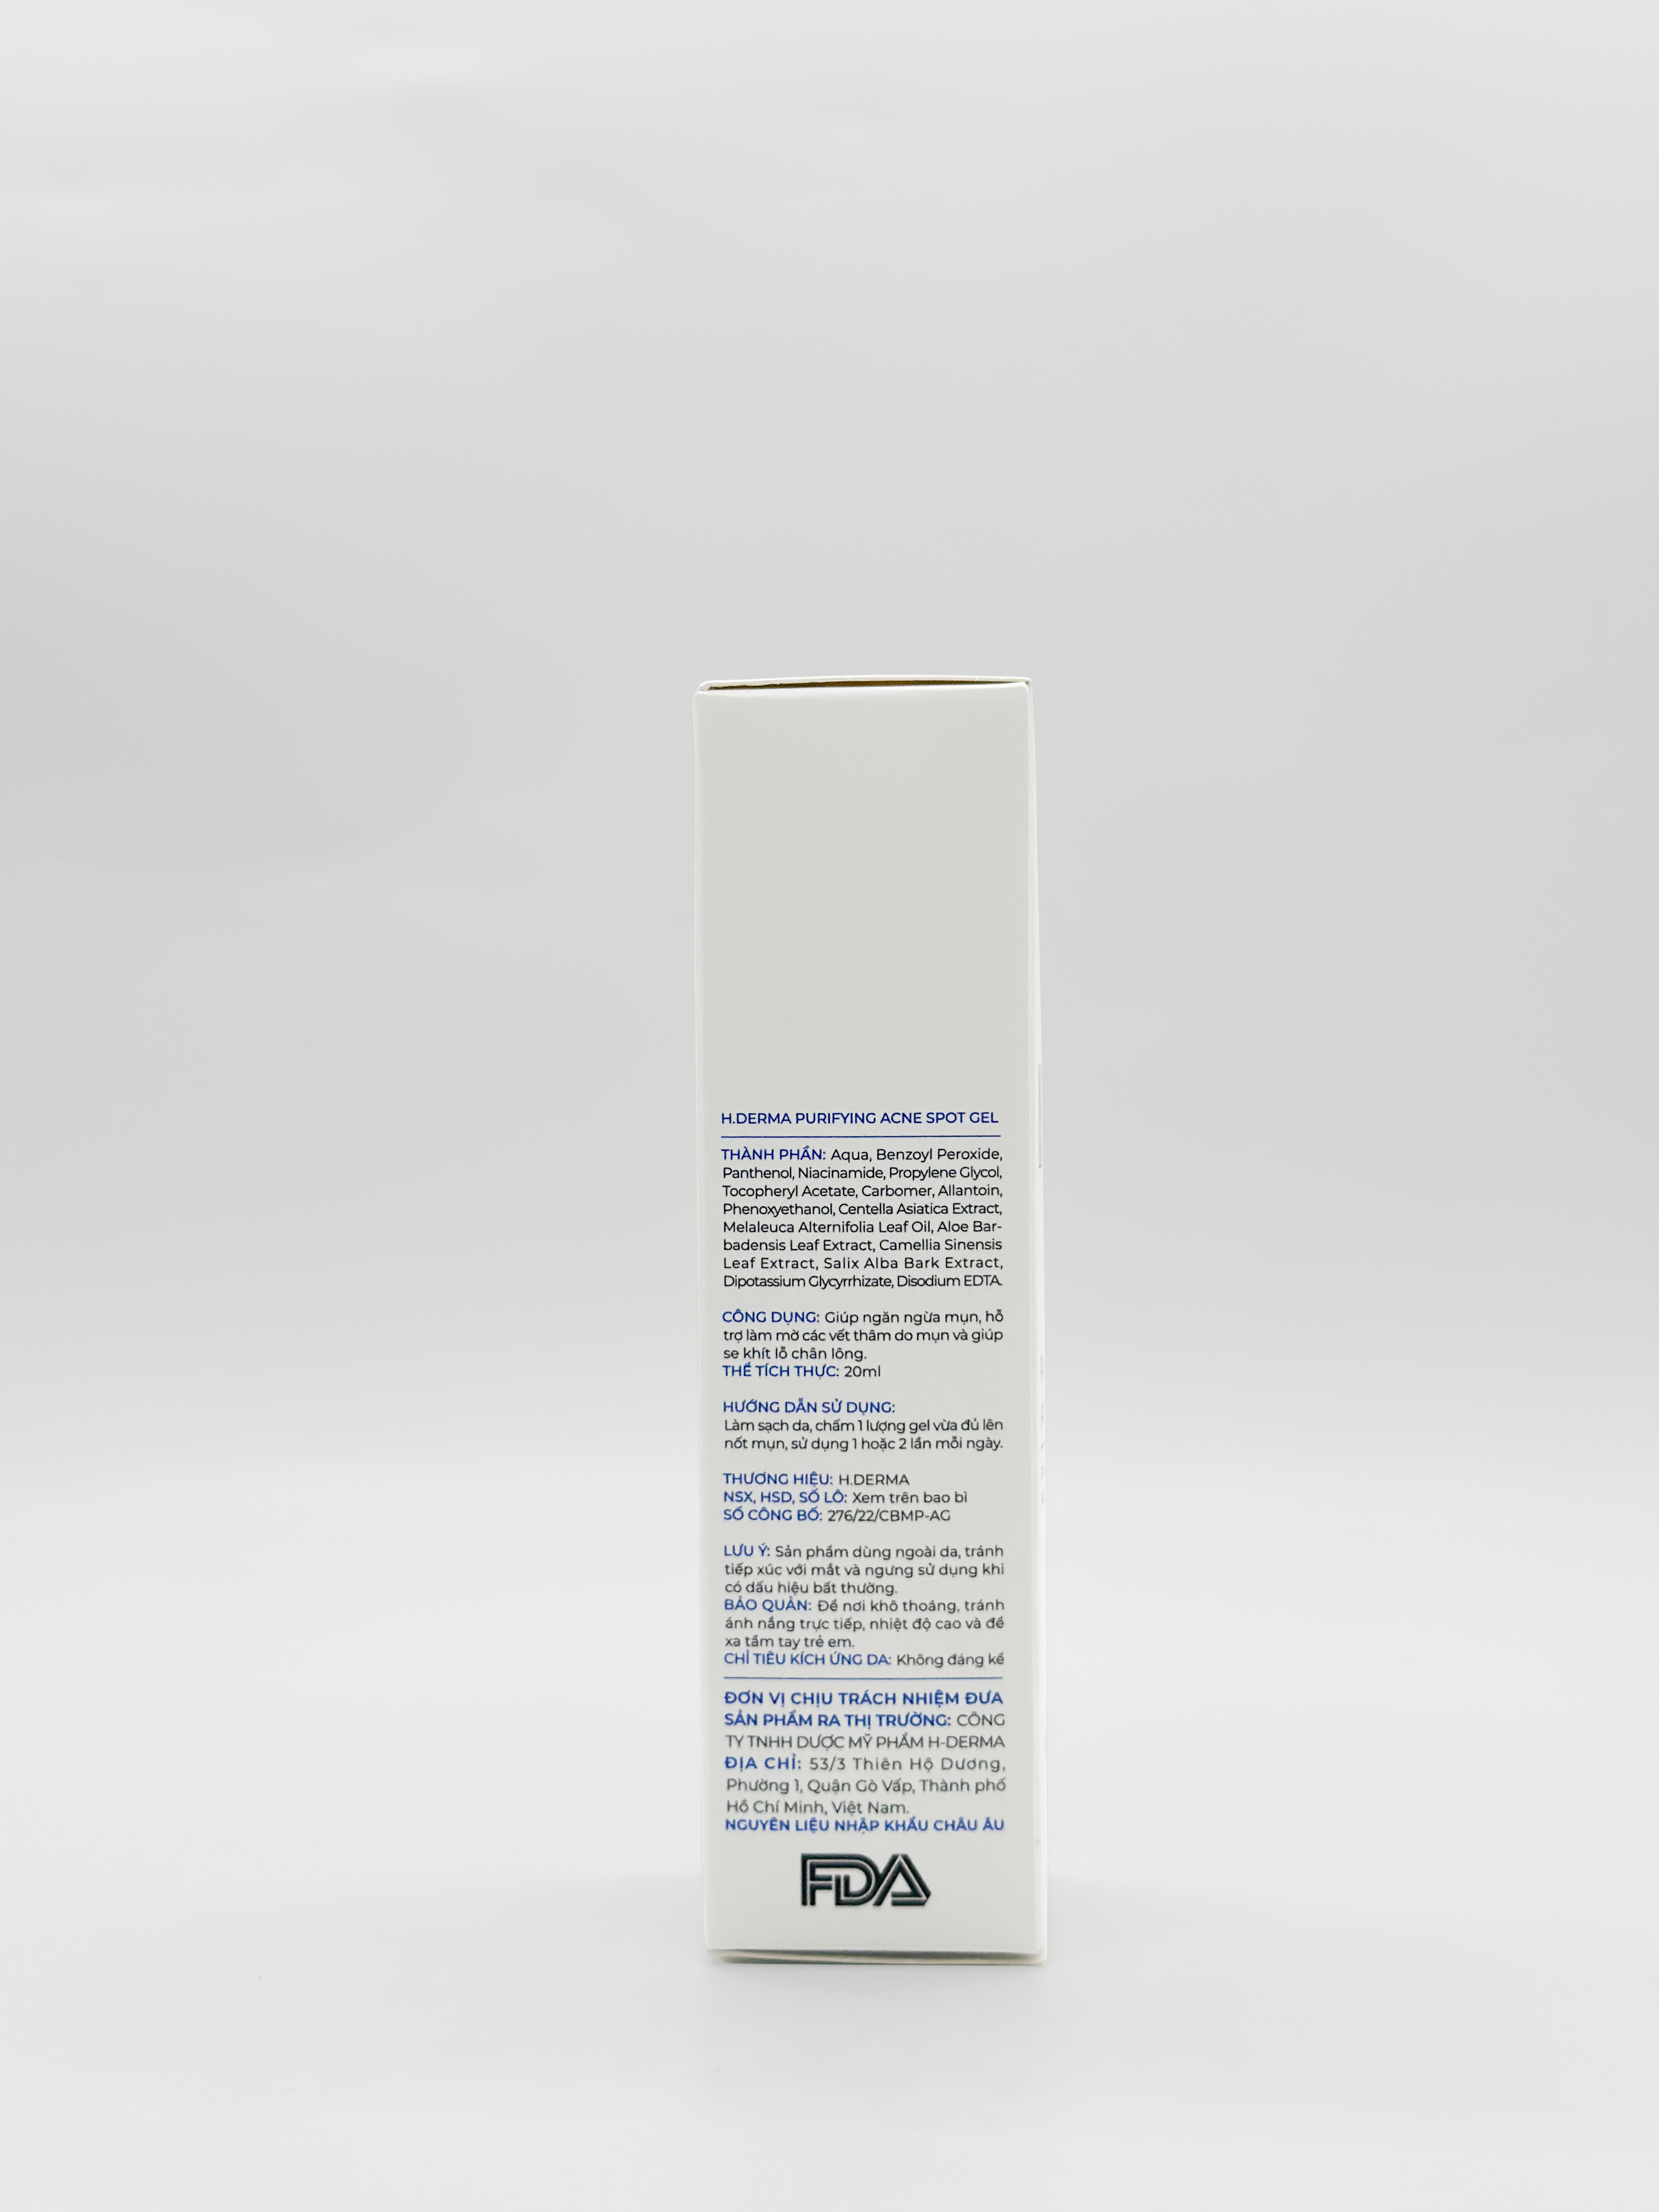 H.DERMA PURIFYING ACNE SPOT GEL
THÀNH PHẦN: Aqua, Benzoyl Peroxide,
Panthenol, Niacinamide, Propylene Glycol,
Tocopheryl Acetate, Carbomer, Allantoin,
Phenoxyethanol, Centella Asiatica Extract,
Melaleuca Alternifolia Leaf Oil, Aloe Bar-
badensis Leaf Extract, Camellia Sinensis
Leaf Extract, Salix Alba Bark Extract,
Dipotassium Glycyrrhizate, Disodium EDTA.
CÔNG DỤNG: Giúp ngăn ngừa mụn, hỗ
trợ làm mờ các vết thâm do mụn và giúp
se khít lỗ chân lông.
THỂ TÍCH THỰC: 20ml
HƯỚNG DẪN SỬ DỤNG:
Làm sạch da, chấm 1 lượng gel vừa đủ lên
nốt mụn, sử dụng 1 hoặc 2 lần mỗi ngày.
THƯƠNG HIỆU: H.DERMA
NSX, HSD, SỐ LÔ: Xem trên bao bì
SỐ CÔNG BỐ: 276/22/CBMP-AG
LƯU Ý: Sản phẩm dùng ngoài da, tránh
tiếp xúc với mắt và ngưng sử dụng khi
có dấu hiệu bất thường.
BẢO QUẢN: Để nơi khô thoáng, tránh
ánh nắng trực tiếp, nhiệt độ cao và để
xa tầm tay trẻ em.
CHỈ TIÊU KÍCH ỨNG DA: Không đáng kể
ĐƠN VỊ CHỊU TRÁCH NHIỆM ĐƯA
SẢN PHẨM RA THỊ TRƯỜNG: CÔNG
TY TNHH DƯỢC MỸ PHẨM H-DERMA
ĐỊA CHỈ: 53/3 Thiên Hộ Dương,
Phường 1, Quận Gò Vấp, Thành phố
Hồ Chí Minh, Việt Nam.
NGUYÊN LIỆU NHẬP KHẨU CHÂU ÂU
FDA